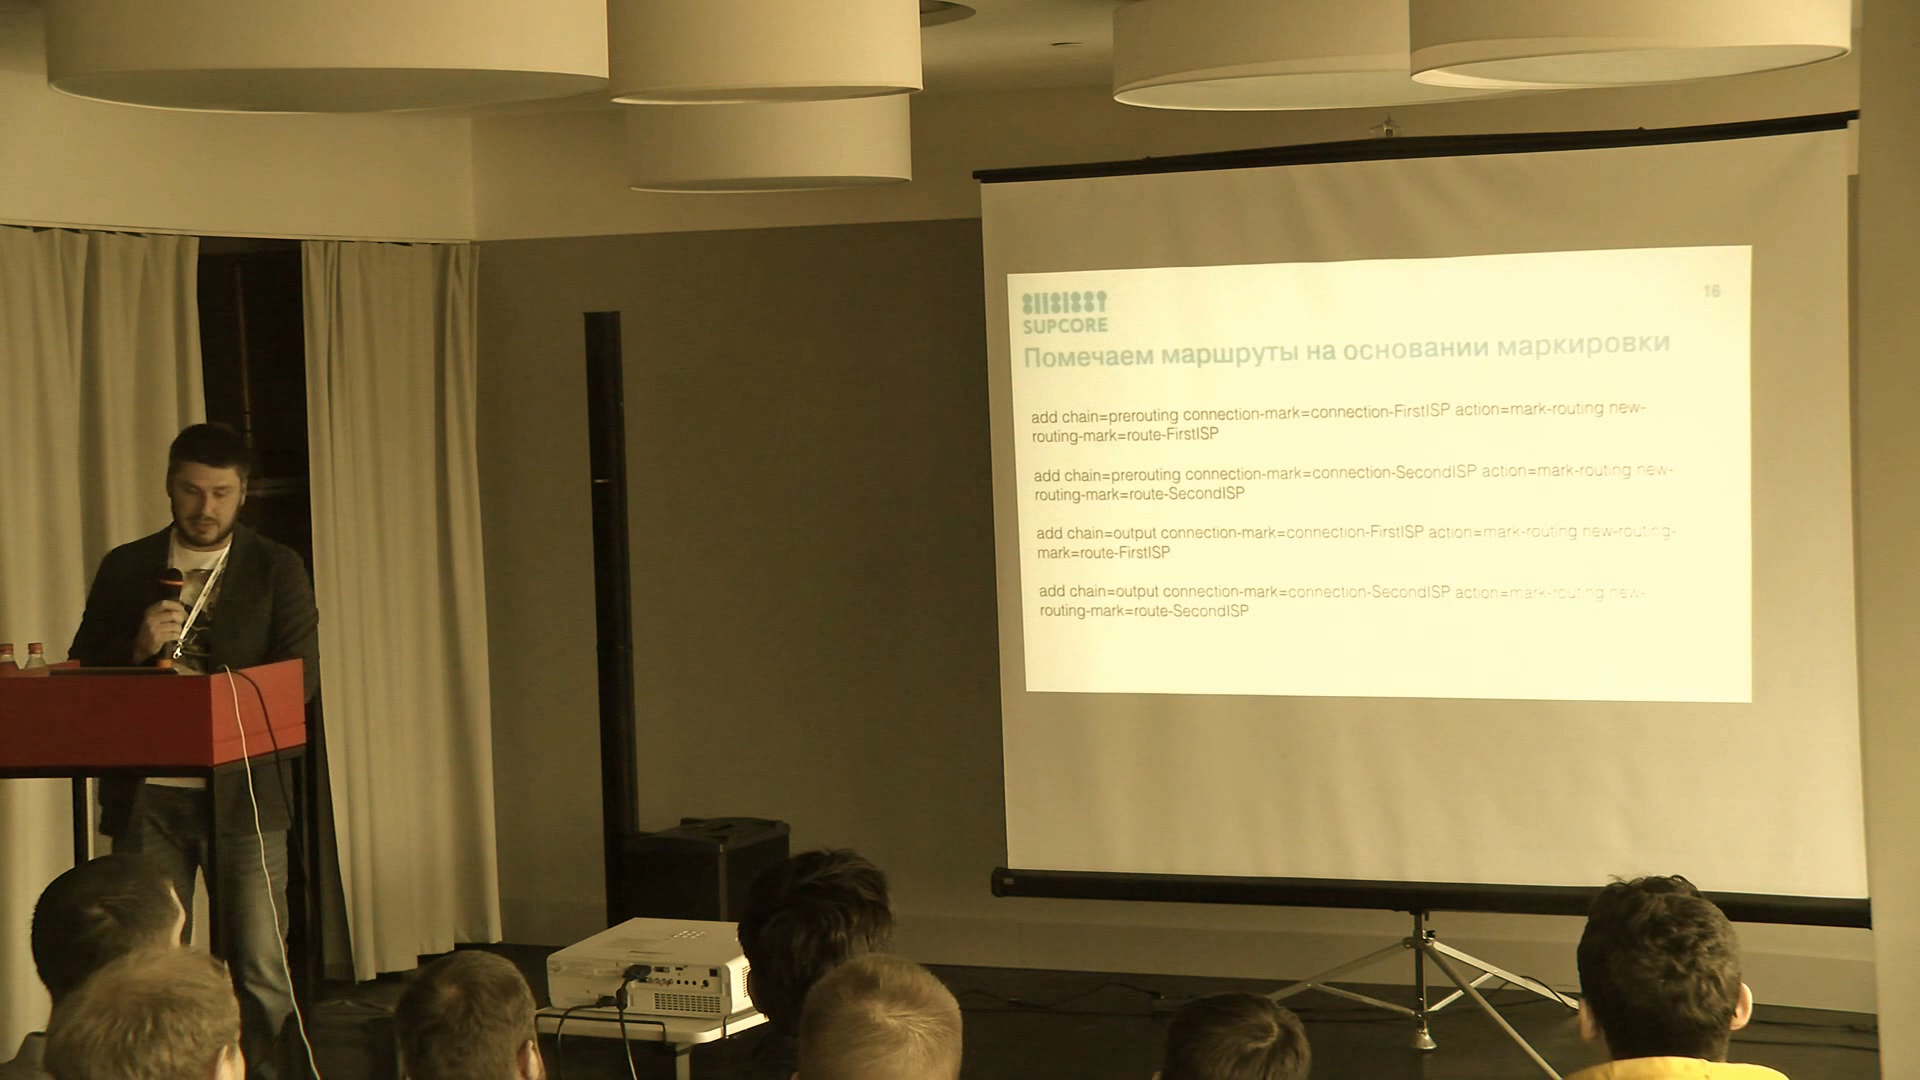 SUPCORE
16
Помечаем маршруты на основании маркировки
add chain=prerouting connection-mark=connection-FirstISP action=mark-routing new-
routing-mark=route-FirstISP
add chain=prerouting connection-mark=connection-SecondISP action=mark-routing new-
routing-mark=route-SecondISP
add chain=output connection-mark=connection-FirstISP action=mark-routing new-routing-
mark=route-FirstISP
add chain=output connection-mark=connection-SecondISP action=mark-routing new-
routing-mark=route-SecondISP